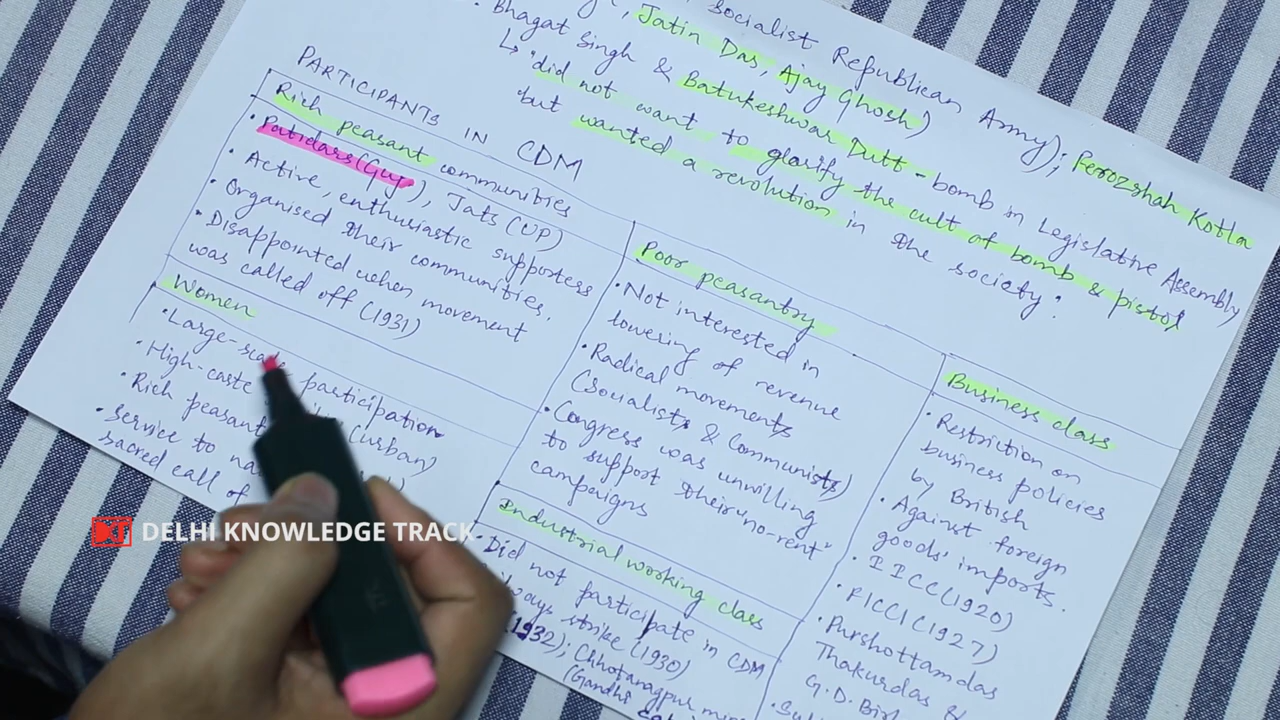 Socialist Republican Army); Perozshah Kotla
Jatin Das, Ajay Ghosh)
Bhagat Singh & Batukeshwar Dutt - bomb in Legislative Assembly
↳ "did not want to glorify the cult of bomb & pistol
but wanted a revolution in the society."
PARTICIPANTS IN CDM
Rich peasant communities
• Patidars (Guj), Jats (UP)
• Active, enthusiastic supporters
• Organised their communities.
• Disappointed when movement
was called off (1931)
Women
• Large-scale participation
• High-caste (urban)
• Rich peasant
• Service to
sacred call of
Poor peasantry
• Not interested in
lowering of revenue
• Radical movements
(Socialists & Communists)
• Congress was unwilling
to support their "no-rent"
campaigns
Industrial working class
• Did not participate in CDM
strike (1930)
(1932); Chhotanagpur
(Gandhi
Business class
• Restriction on
business policies
by British
• Against foreign
goods' imports.
• IICC (1920)
• FICCI (1927)
• Purshottamdas
Thakurdas &
G.D. Birl
DELHI KNOWLEDGE TRACK